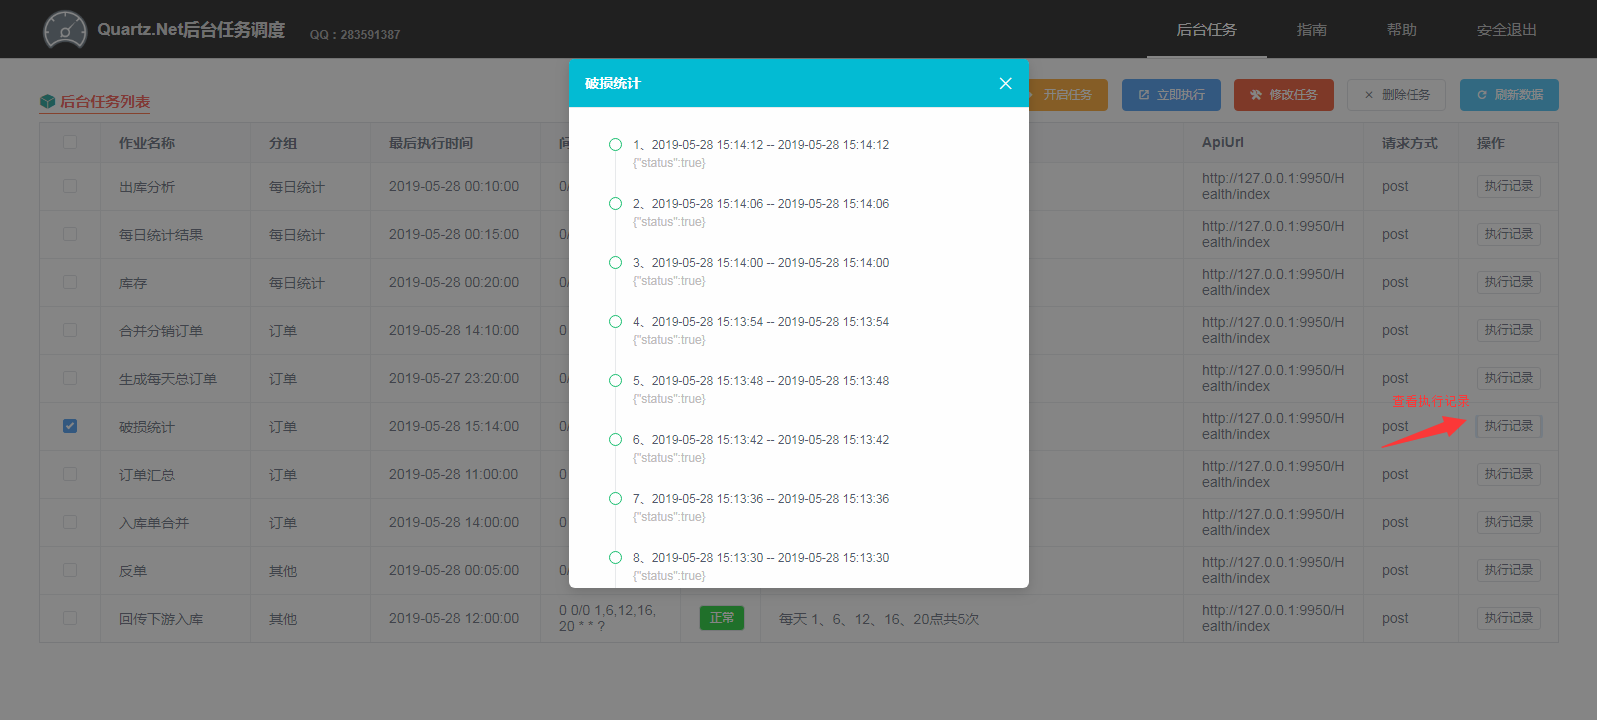 Quartz.Net后台任务调度 QQ：283591387 后台任务 指南 帮助 安全退出
破损统计
后台任务列表 开启任务 立即执行 修改任务 删除任务 刷新数据
作业名称 分组 最后执行时间 ApiUrl 请求方式 操作
1、2019-05-28 15:14:12 -- 2019-05-28 15:14:12
{"status":true}
2、2019-05-28 15:14:06 -- 2019-05-28 15:14:06
{"status":true}
3、2019-05-28 15:14:00 -- 2019-05-28 15:14:00
{"status":true}
4、2019-05-28 15:13:54 -- 2019-05-28 15:13:54
{"status":true}
5、2019-05-28 15:13:48 -- 2019-05-28 15:13:48
{"status":true}
6、2019-05-28 15:13:42 -- 2019-05-28 15:13:42
{"status":true}
7、2019-05-28 15:13:36 -- 2019-05-28 15:13:36
{"status":true}
8、2019-05-28 15:13:30 -- 2019-05-28 15:13:30
{"status":true}
出库分析 每日统计 2019-05-28 00:10:00 0/ http://127.0.0.1:9950/H
ealth/index post 执行记录
每日统计结果 每日统计 2019-05-28 00:15:00 0/ http://127.0.0.1:9950/H
ealth/index post 执行记录
库存 每日统计 2019-05-28 00:20:00 0/ http://127.0.0.1:9950/H
ealth/index post 执行记录
合并分销订单 订单 2019-05-28 14:10:00 0 http://127.0.0.1:9950/H
ealth/index post 执行记录
生成每天总订单 订单 2019-05-27 23:20:00 0/ http://127.0.0.1:9950/H
ealth/index post 执行记录
查看执行记录
破损统计 订单 2019-05-28 15:14:00 0/ http://127.0.0.1:9950/H
ealth/index post 执行记录
订单汇总 订单 2019-05-28 11:00:00 0 http://127.0.0.1:9950/H
ealth/index post 执行记录
入库单合并 订单 2019-05-28 14:00:00 0 http://127.0.0.1:9950/H
ealth/index post 执行记录
反单 其他 2019-05-28 00:05:00 0/ http://127.0.0.1:9950/H
ealth/index post 执行记录
回传下游入库 其他 2019-05-28 12:00:00 0 0/0 1,6,12,16,
20 * * ? 正常 每天 1、6、12、16、20点共5次 http://127.0.0.1:9950/H
ealth/index post 执行记录